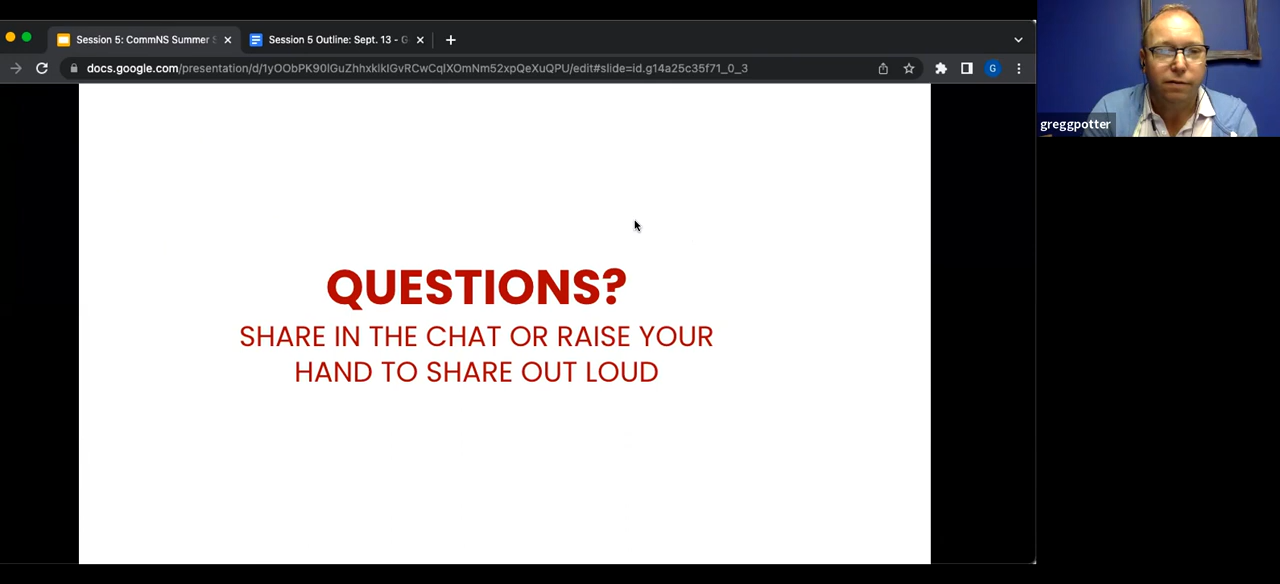 Session 5: CommNS Summer S
Session 5 Outline: Sept. 13 - G
docs.google.com/presentation/d/1yOObPK90IGuZhhxklkIGvRCwCqIXOmNm52xpQeXuQPU/edit#slide=id.g14a25c35f71_0_3
G
greggpotter
QUESTIONS?
SHARE IN THE CHAT OR RAISE YOUR
HAND TO SHARE OUT LOUD